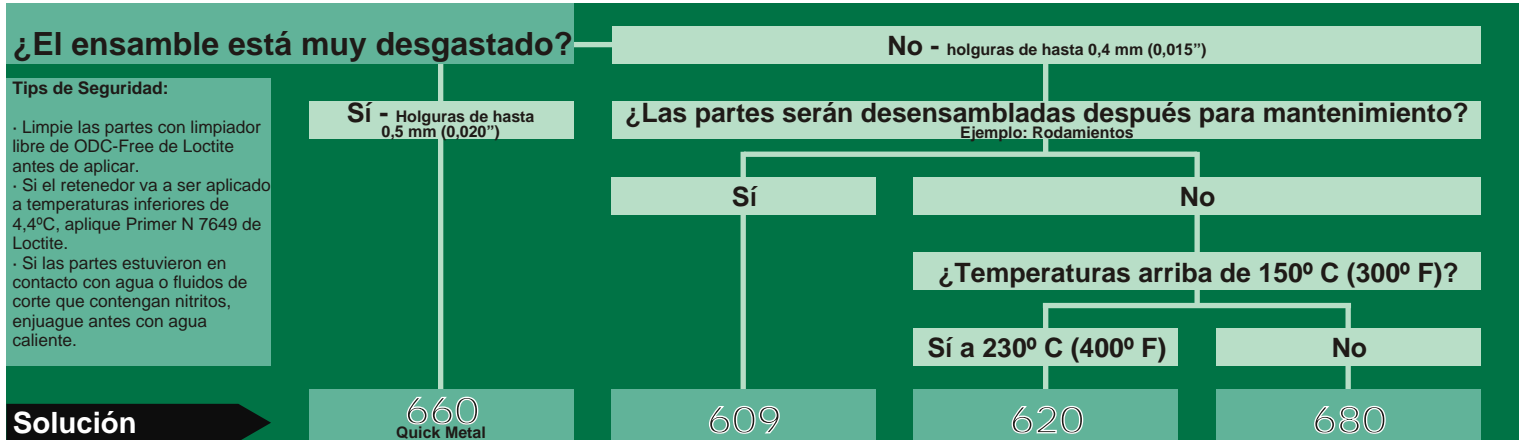 ¿El ensamble está muy desgastado?
No - holguras de hasta 0,4 mm (0,015”)
Tips de Seguridad:
· Limpie las partes con limpiador
libre de ODC-Free de Loctite
antes de aplicar.
· Si el retenedor va a ser aplicado
a temperaturas inferiores de
4,4ºC, aplique Primer N 7649 de
Loctite.
· Si las partes estuvieron en
contacto con agua o fluidos de
corte que contengan nitritos,
enjuague antes con agua
caliente.
Sí - Holguras de hasta
0,5 mm (0,020”)
¿Las partes serán desensambladas después para mantenimiento?
Ejemplo: Rodamientos
Sí
No
¿Temperaturas arriba de 150º C (300º F)?
Sí a 230º C (400º F)
No
Solución
660
Quick Metal
609
620
680